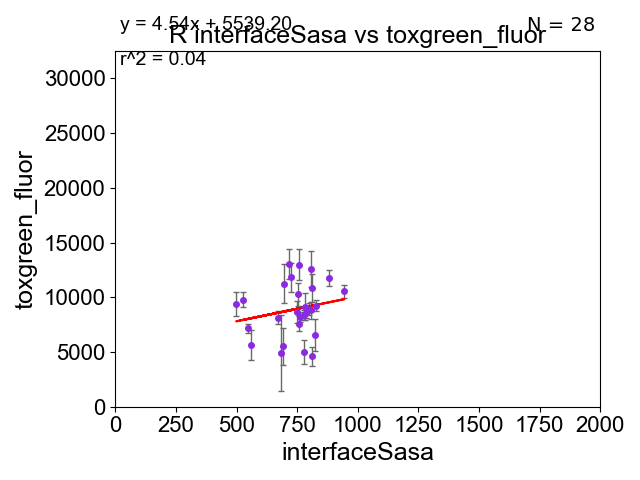 y = 4.54x + 5539.20
N = 28
R interfaceSasa vs toxgreen_fluor
r^2 = 0.04
30000
25000
20000
15000
10000
5000
0
toxgreen_fluor
0 250 500 750 1000 1250 1500 1750 2000
interfaceSasa